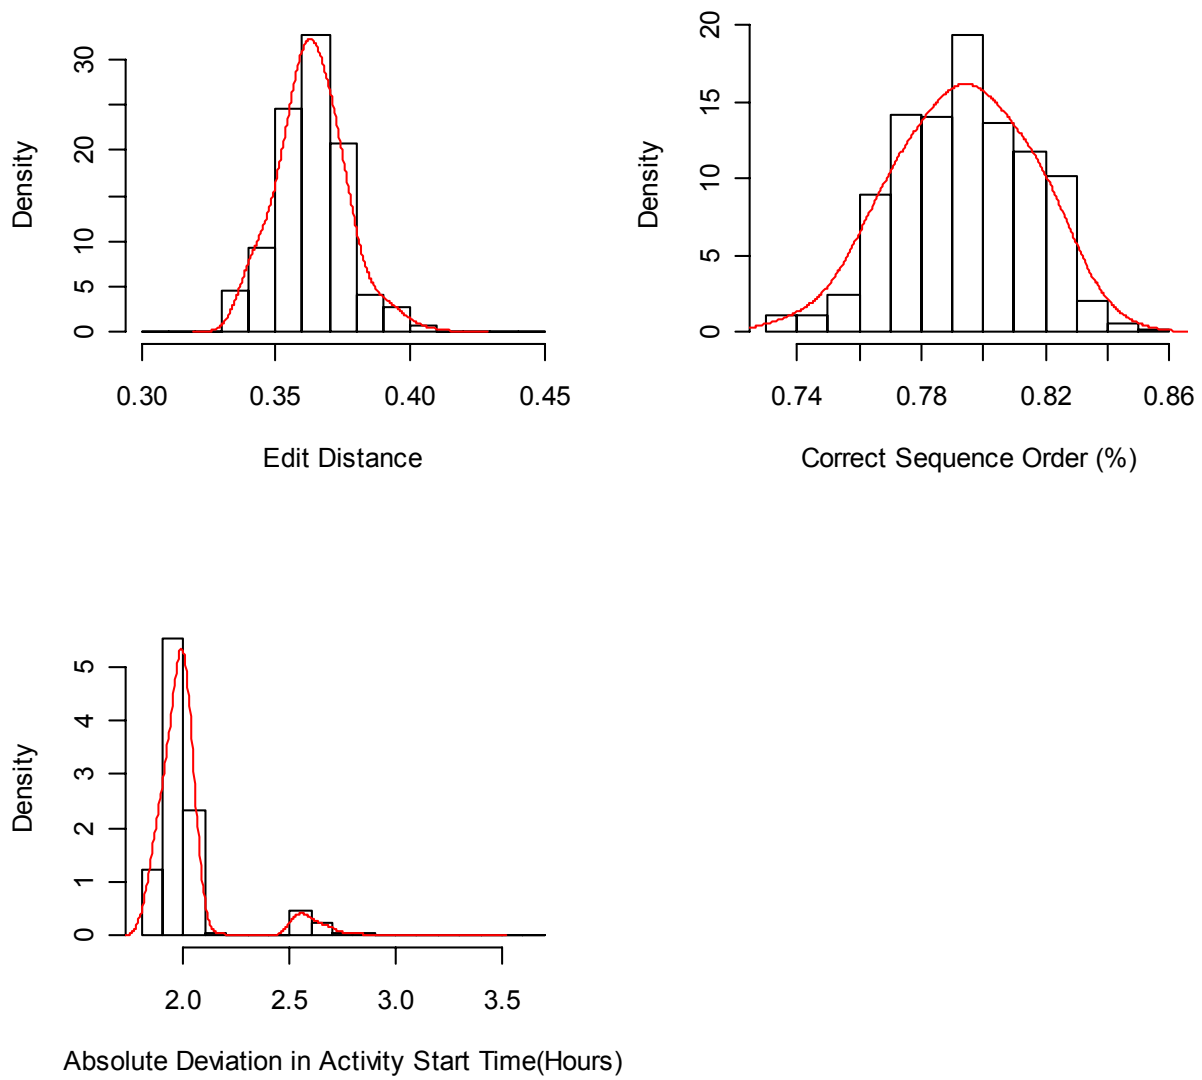 Density
0
5
10
20
30
0.30 0.35 0.40 0.45
Edit Distance
Density
0
5
10
15
20
0.74 0.78 0.82 0.86
Correct Sequence Order (%)
Density
0
1
2
3
4
5
2.0 2.5 3.0 3.5
Absolute Deviation in Activity Start Time(Hours)